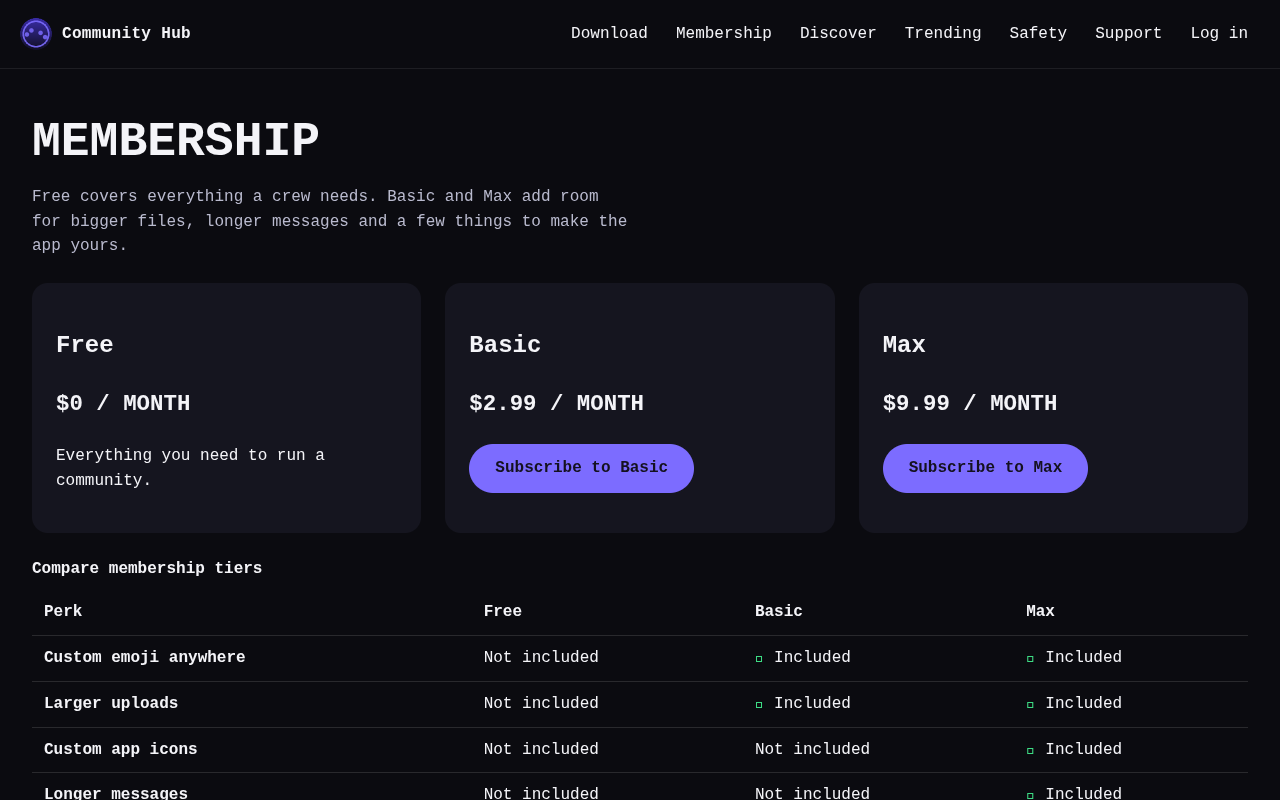 Community Hub
Download Membership Discover Trending Safety Support Log in
MEMBERSHIP
Free covers everything a crew needs. Basic and Max add room
for bigger files, longer messages and a few things to make the
app yours.
Free
$0 / MONTH
Everything you need to run a
community.
Basic
$2.99 / MONTH
Subscribe to Basic
Max
$9.99 / MONTH
Subscribe to Max
Compare membership tiers
Perk Free Basic Max
Custom emoji anywhere Not included Included Included
Larger uploads Not included Included Included
Custom app icons Not included Not included Included
Longer messages Not included Not included Included